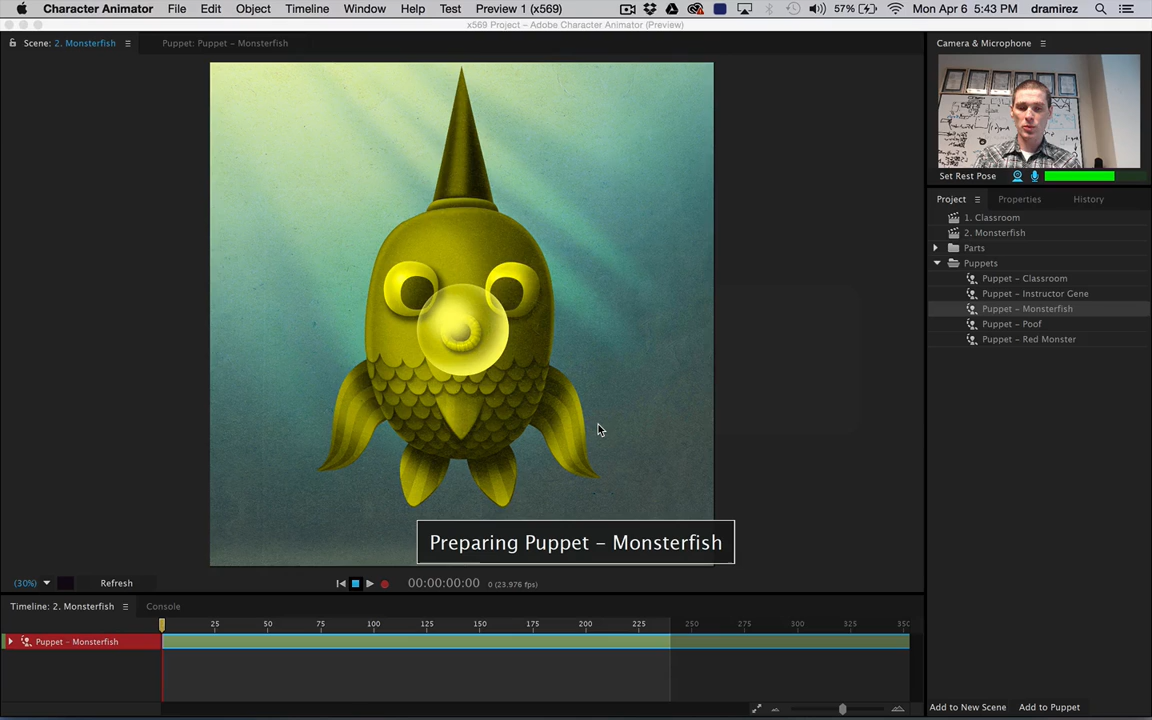 Character Animator File Edit Object Timeline Window Help Test Preview 1 (x569) 57% Mon Apr 6 5:43 PM dramirez
x569 Project – Adobe Character Animator (Preview)
Scene: 2. Monsterfish Puppet: Puppet – Monsterfish
Camera & Microphone
Set Rest Pose
Project Properties History
1. Classroom
2. Monsterfish
Parts
Puppets
Puppet – Classroom
Puppet – Instructor Gene
Puppet – Monsterfish
Puppet – Poof
Puppet – Red Monster
Preparing Puppet – Monsterfish
(30%) Refresh 00:00:00:00 0 (23.976 fps)
Timeline: 2. Monsterfish Console
25 50 75 100 125 150 175 200 225 250 275 300 325 350
Puppet – Monsterfish
Add to New Scene Add to Puppet